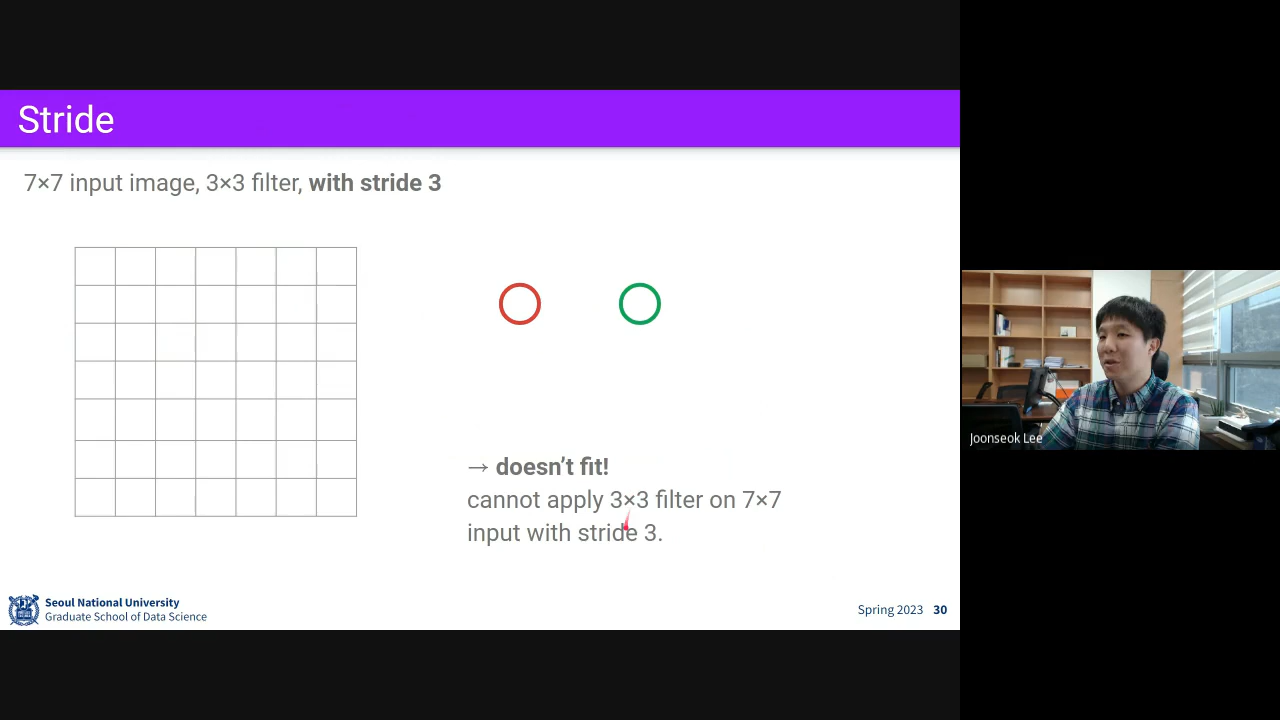 Stride
7×7 input image, 3×3 filter, with stride 3
→ doesn’t fit!
cannot apply 3×3 filter on 7×7
input with stride 3.
Joonseok Lee
Seoul National University
Graduate School of Data Science
Spring 2023 30